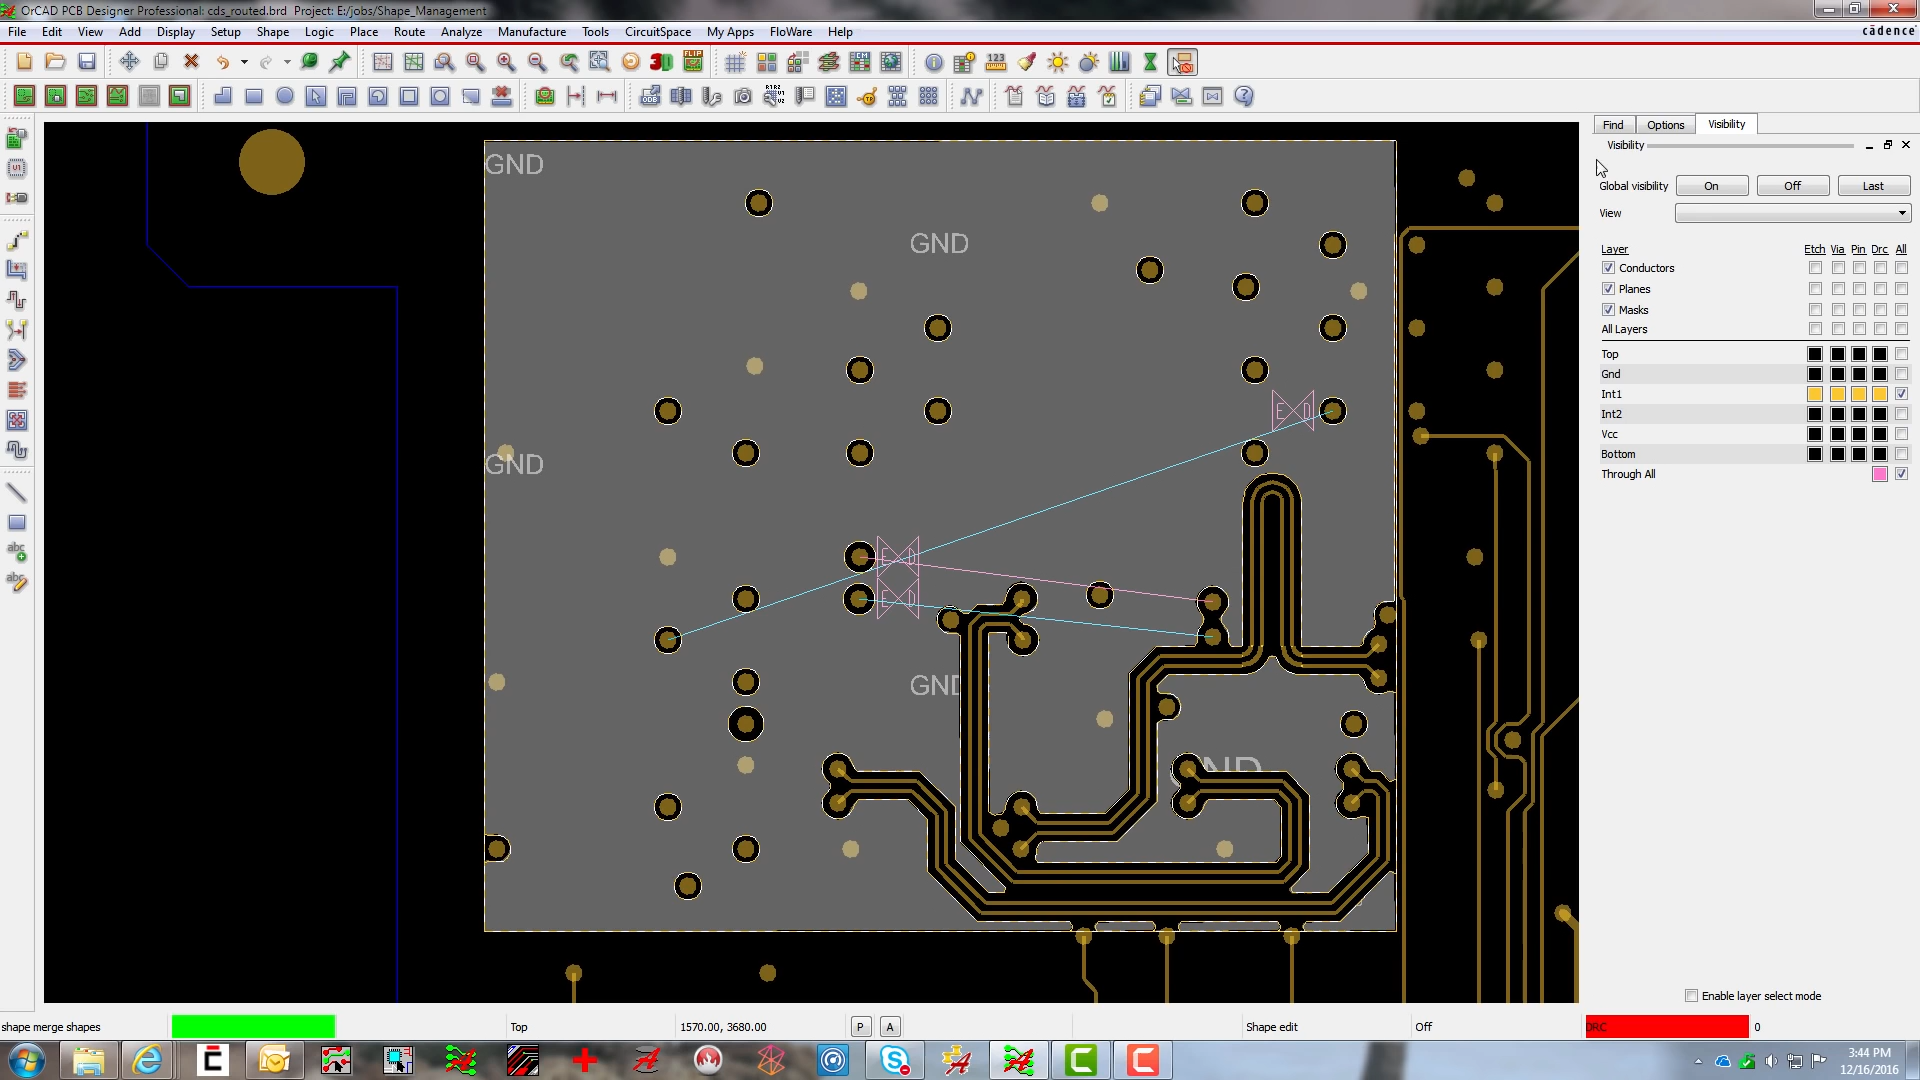 OrCAD PCB Designer Professional: cds_routed.brd  Project: E:/jobs/Shape_Management
File Edit View Add Display Setup Shape Logic Place Route Analyze Manufacture Tools CircuitSpace My Apps FloWare Help
cādence
3D FLIP 123
Find Options Visibility
Visibility
Global visibility On Off Last
View
Layer Etch Via Pin Drc All
Conductors
Planes
Masks
All Layers
Top
Gnd
Int1
Int2
Vcc
Bottom
Through All
Enable layer select mode
GND
GND
GND
GND
shape merge shapes
Top
1570.00, 3680.00
P A
Shape edit
Off
DRC
0
3:44 PM
12/16/2016